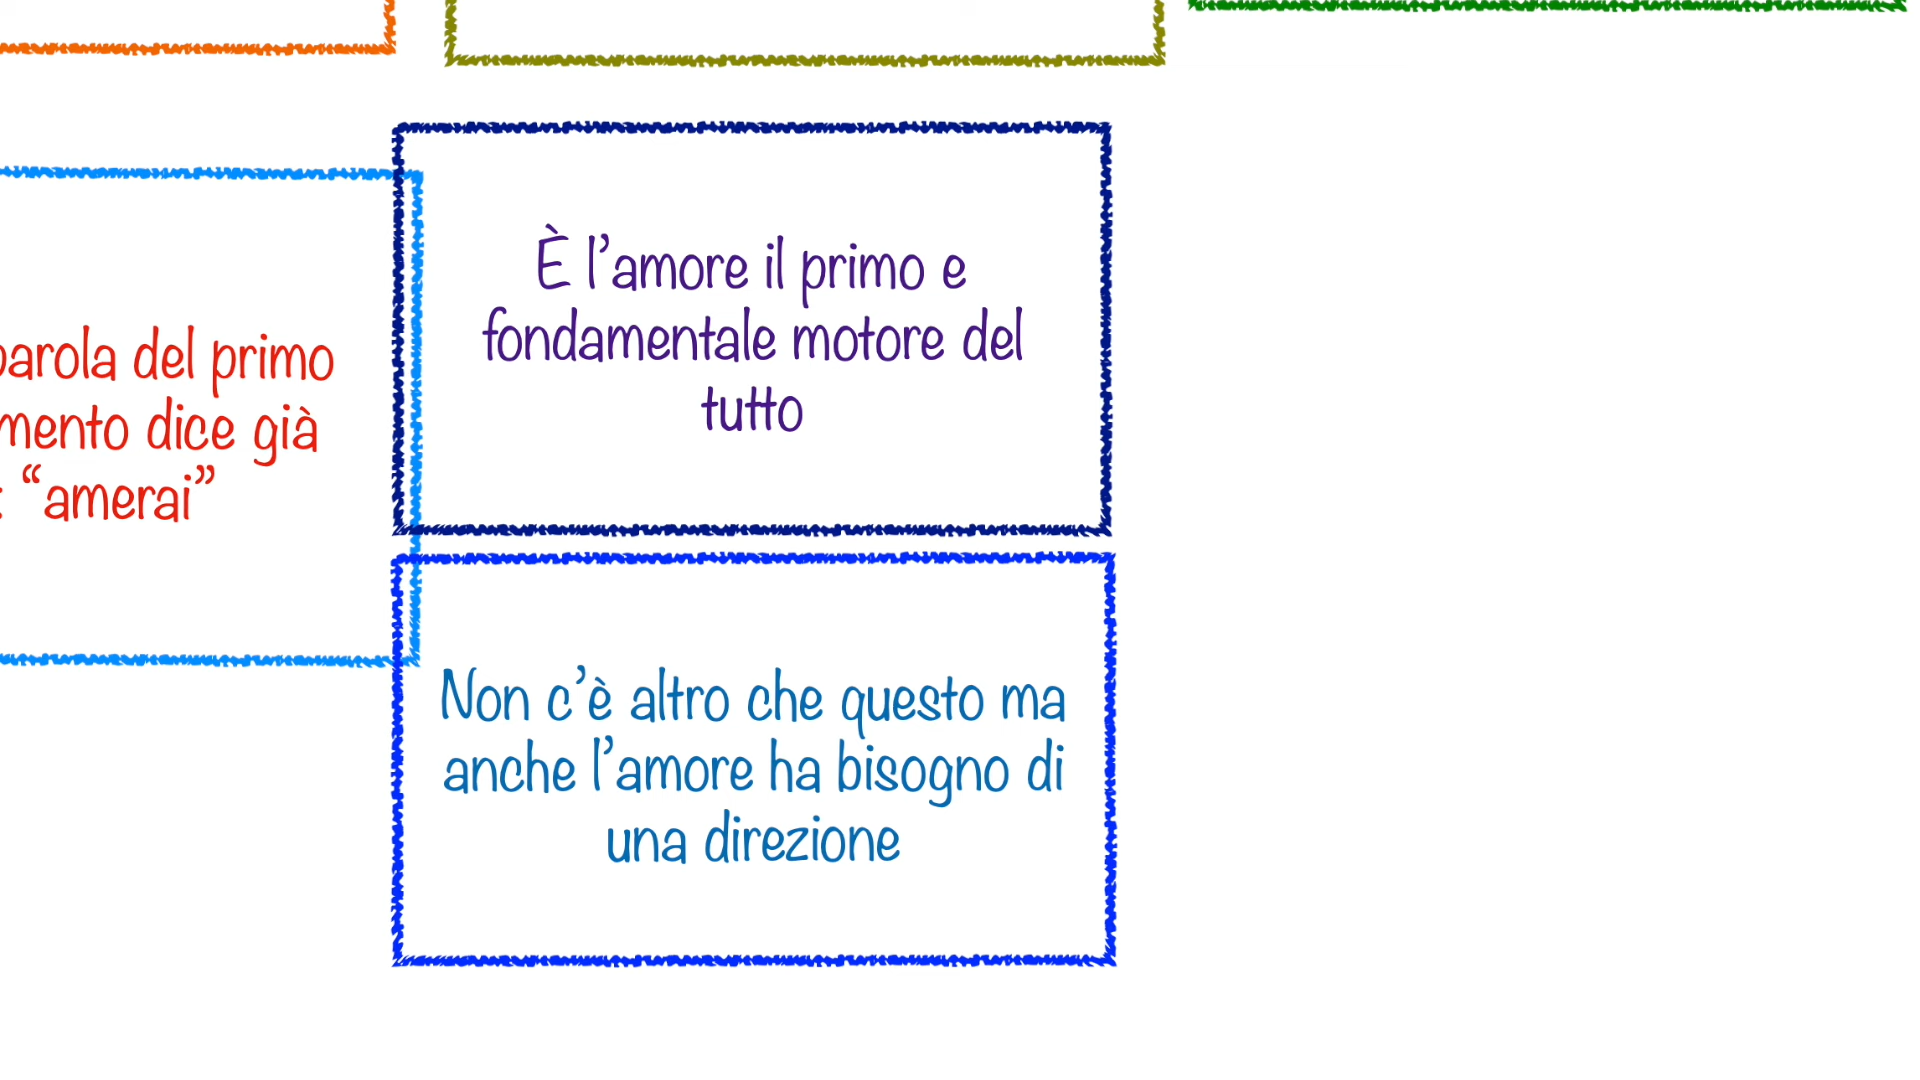 parola del primo
mento dice già
: “amerai”
È l’amore il primo e
fondamentale motore del
tutto
Non c’è altro che questo ma
anche l’amore ha bisogno di
una direzione